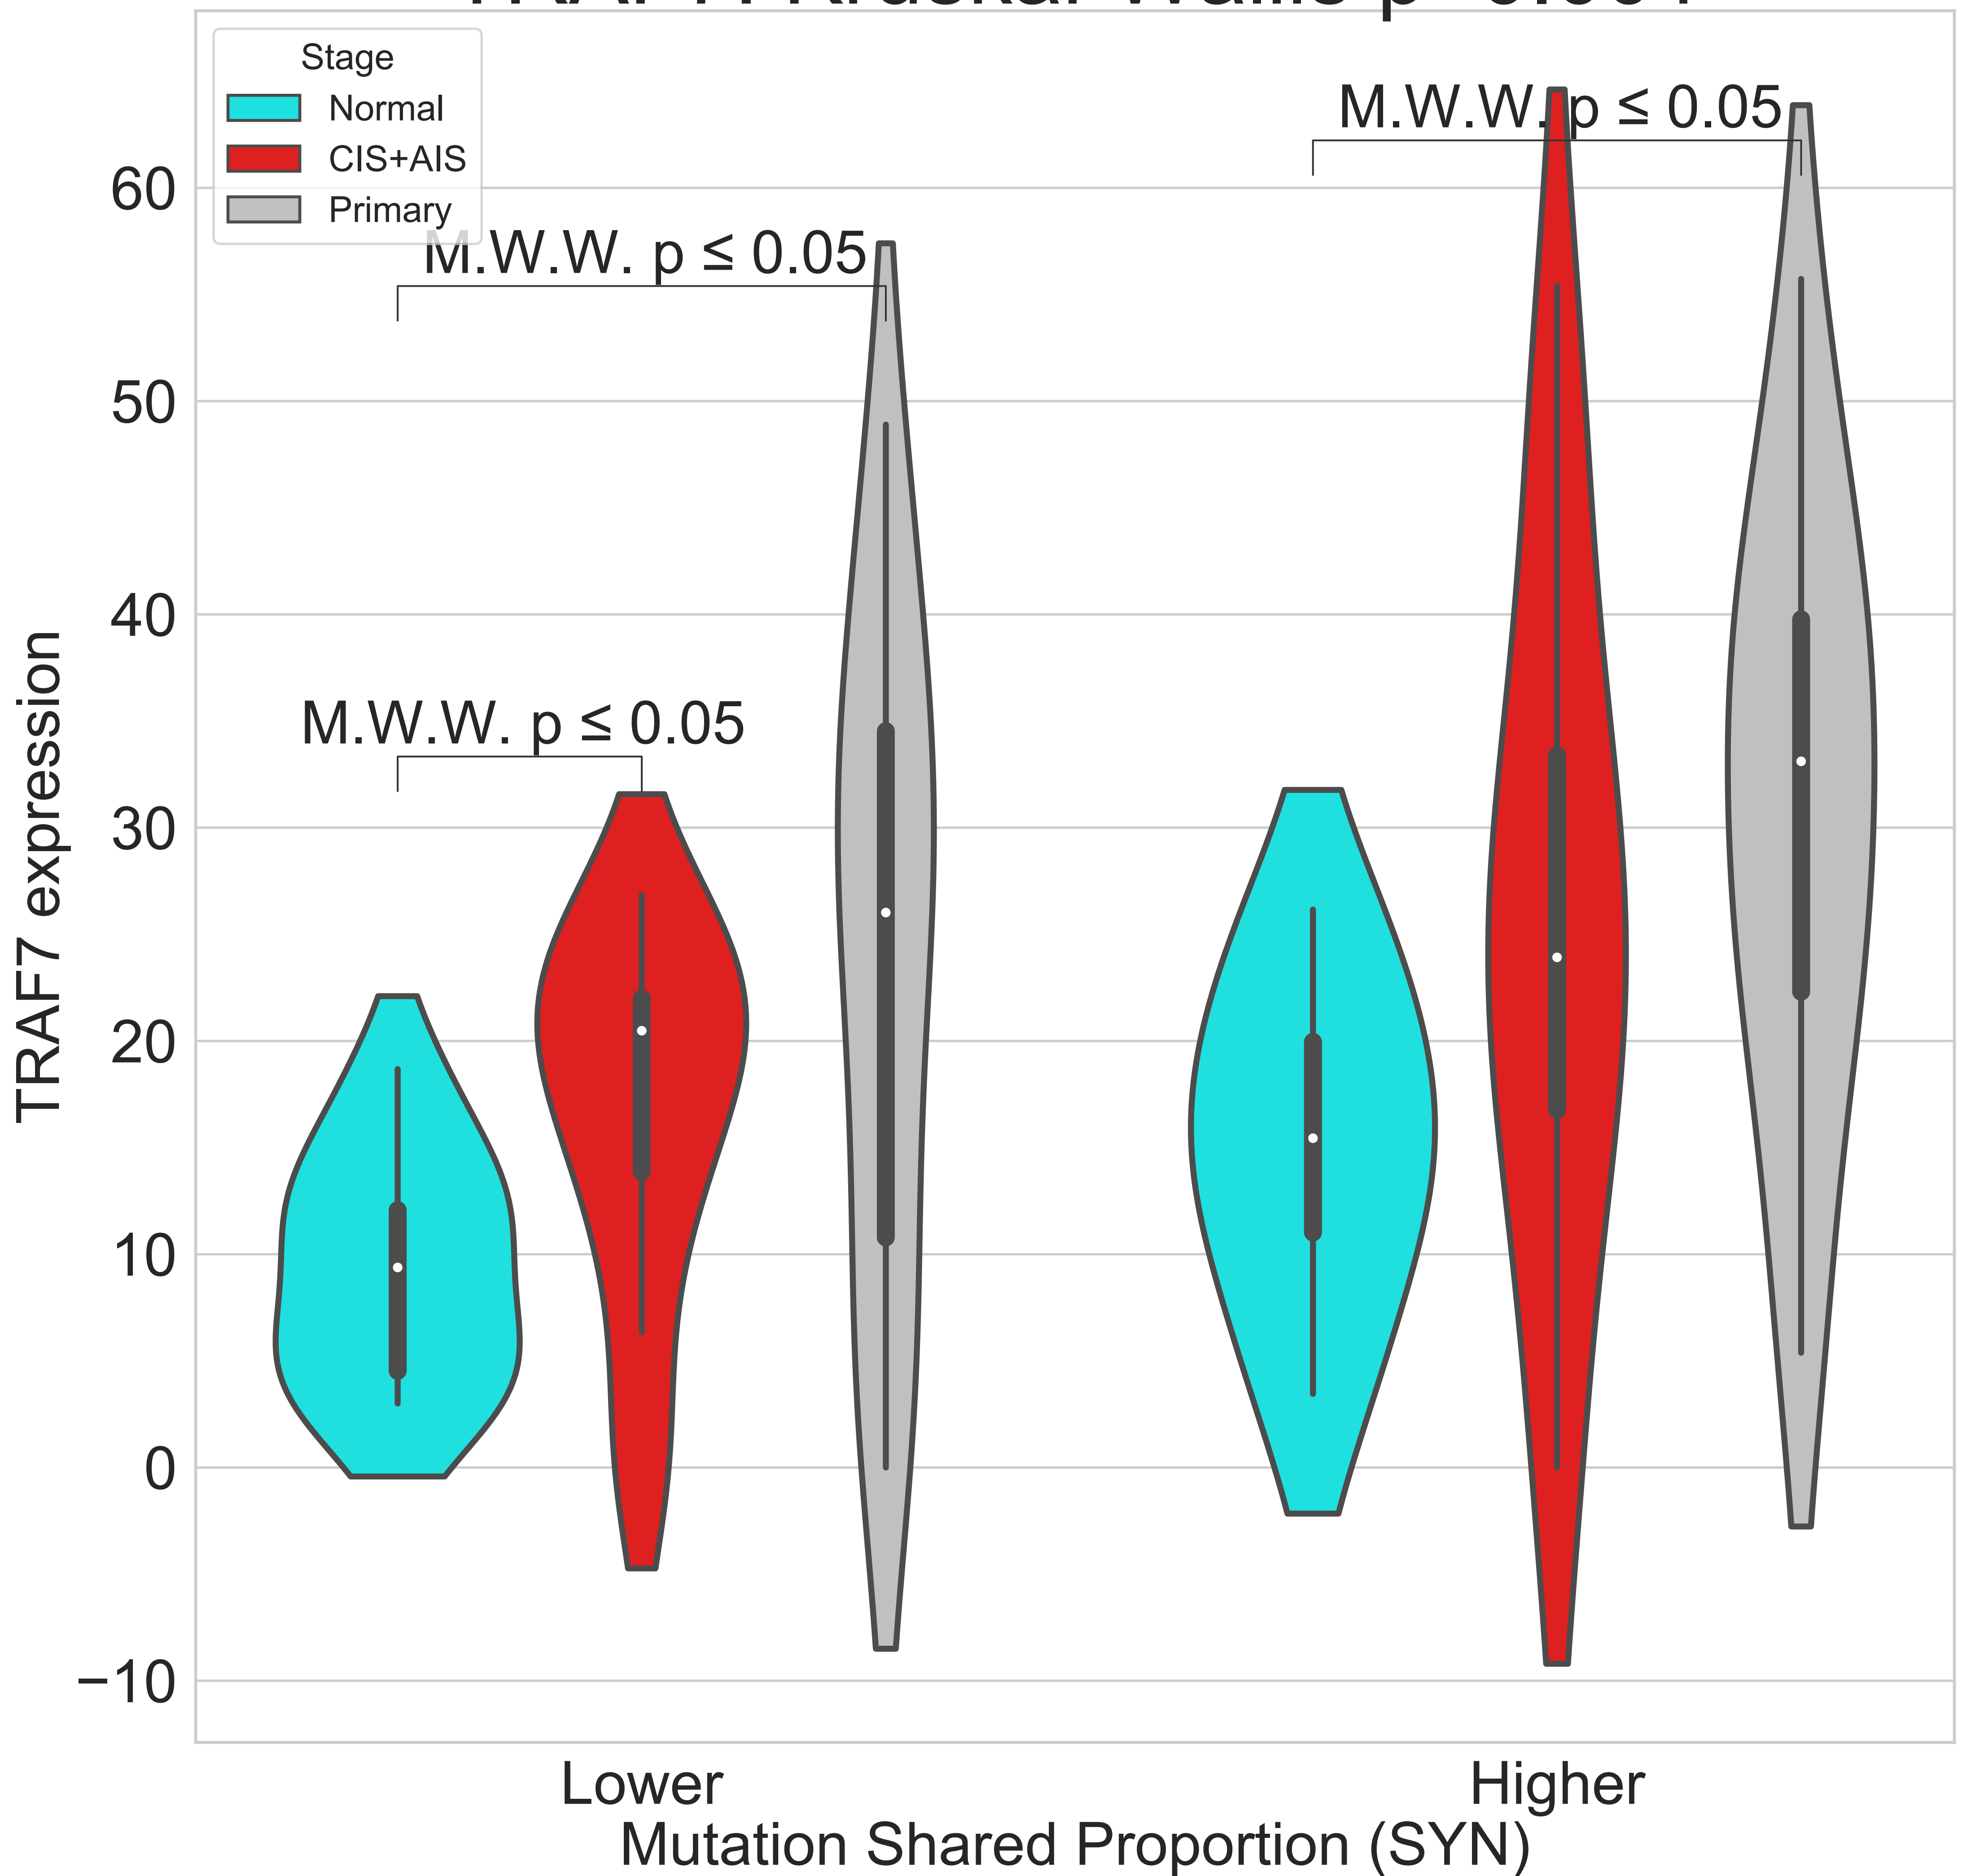 Stage
Normal
CIS+AIS
Primary
M.W.W. p ≤ 0.05
M.W.W. p ≤ 0.05
M.W.W. p ≤ 0.05
60
50
40
30
20
10
0
−10
TRAF7 expression
Lower
Higher
Mutation Shared Proportion (SYN)